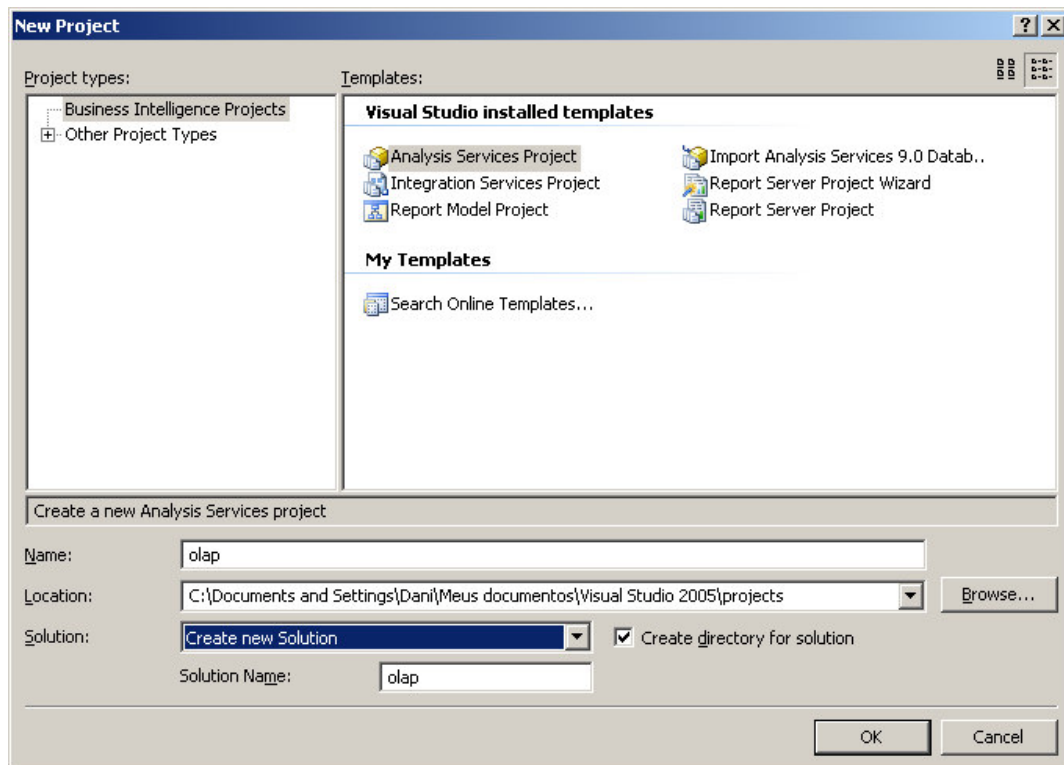 New Project
Project types:
Templates:
Business Intelligence Projects
Other Project Types
Visual Studio installed templates
Analysis Services Project
Import Analysis Services 9.0 Datab..
Integration Services Project
Report Server Project Wizard
Report Model Project
Report Server Project
My Templates
Search Online Templates...
Create a new Analysis Services project
Name:
olap
Location:
C:\Documents and Settings\Dani\Meus documentos\Visual Studio 2005\projects
Browse...
Solution:
Create new Solution
Create directory for solution
Solution Name:
olap
OK
Cancel